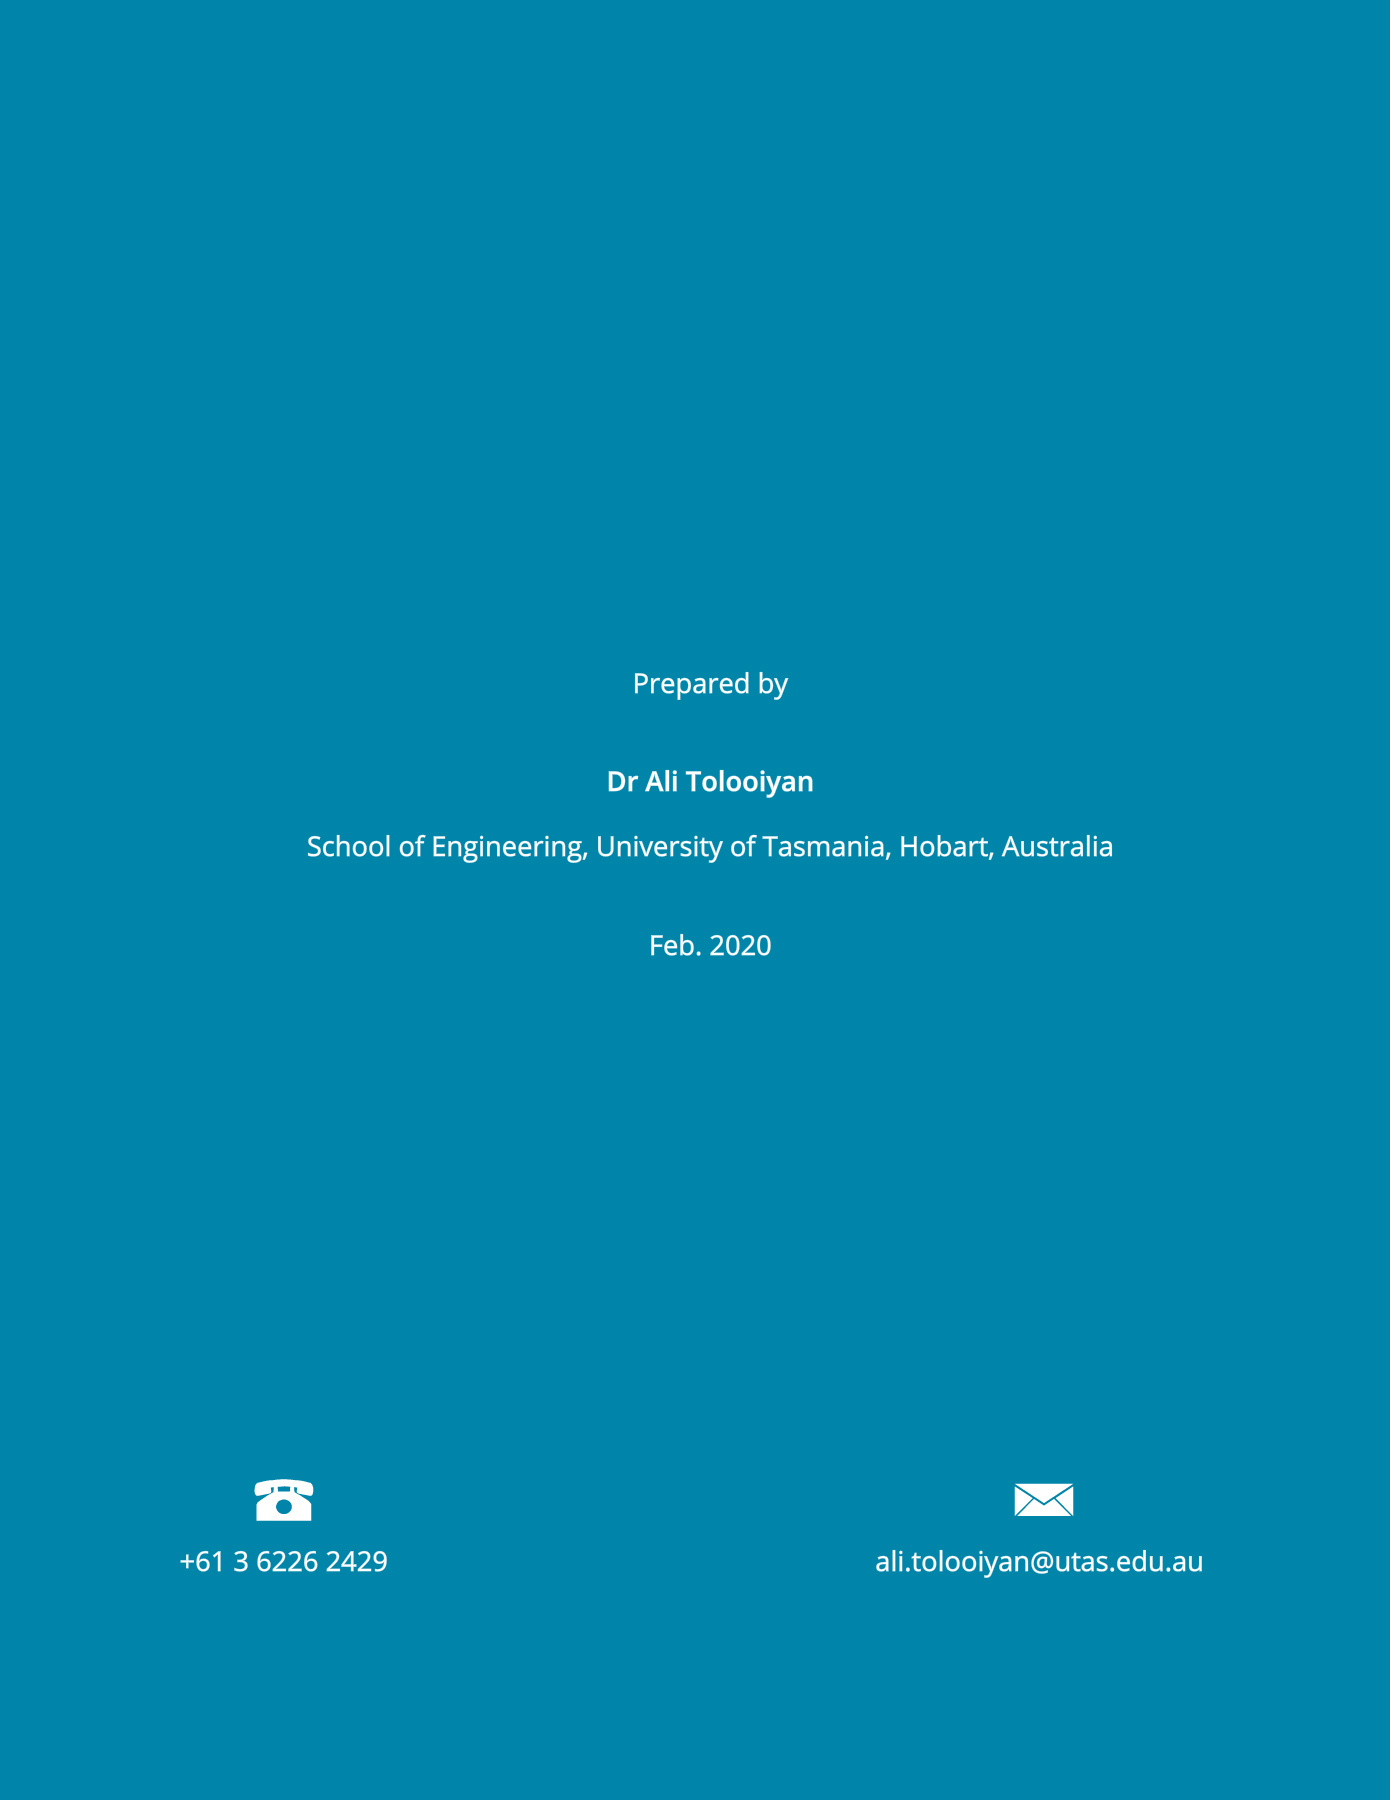 Prepared by
Dr Ali Tolooiyan
School of Engineering, University of Tasmania, Hobart, Australia
Feb. 2020
+61 3 6226 2429
ali.tolooiyan@utas.edu.au